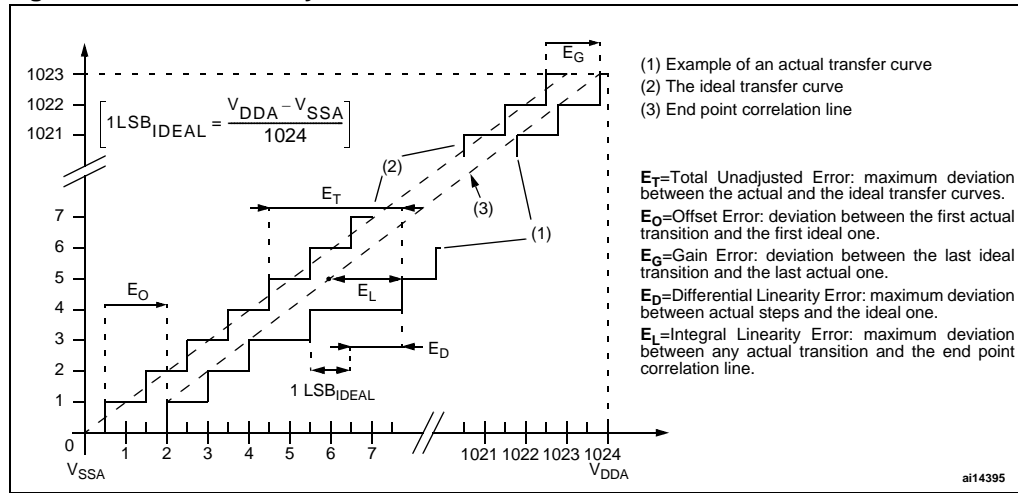 E_G
1023
1022
1021
[1LSB_IDEAL = (V_DDA – V_SSA) / 1024]
(1) Example of an actual transfer curve
(2) The ideal transfer curve
(3) End point correlation line
(2)
E_T
(3)
(1)
7
6
5
4
3
2
1
0
E_O
E_L
E_D
1 LSB_IDEAL
E_T=Total Unadjusted Error: maximum deviation
between the actual and the ideal transfer curves.
E_O=Offset Error: deviation between the first actual
transition and the first ideal one.
E_G=Gain Error: deviation between the last ideal
transition and the last actual one.
E_D=Differential Linearity Error: maximum deviation
between actual steps and the ideal one.
E_L=Integral Linearity Error: maximum deviation
between any actual transition and the end point
correlation line.
1 2 3 4 5 6 7 1021 1022 1023 1024
V_SSA V_DDA
ai14395